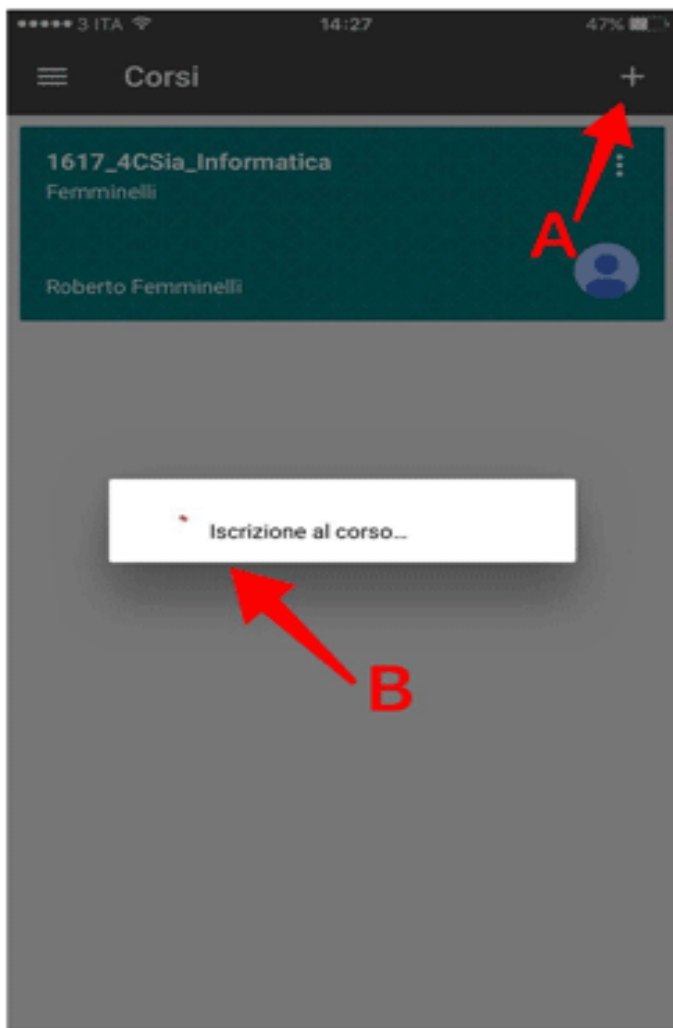 3 ITA 14:27 47%
Corsi +
1617_4CSia_Informatica
Femminelli
A
Roberto Femminelli
Iscrizione al corso...
B